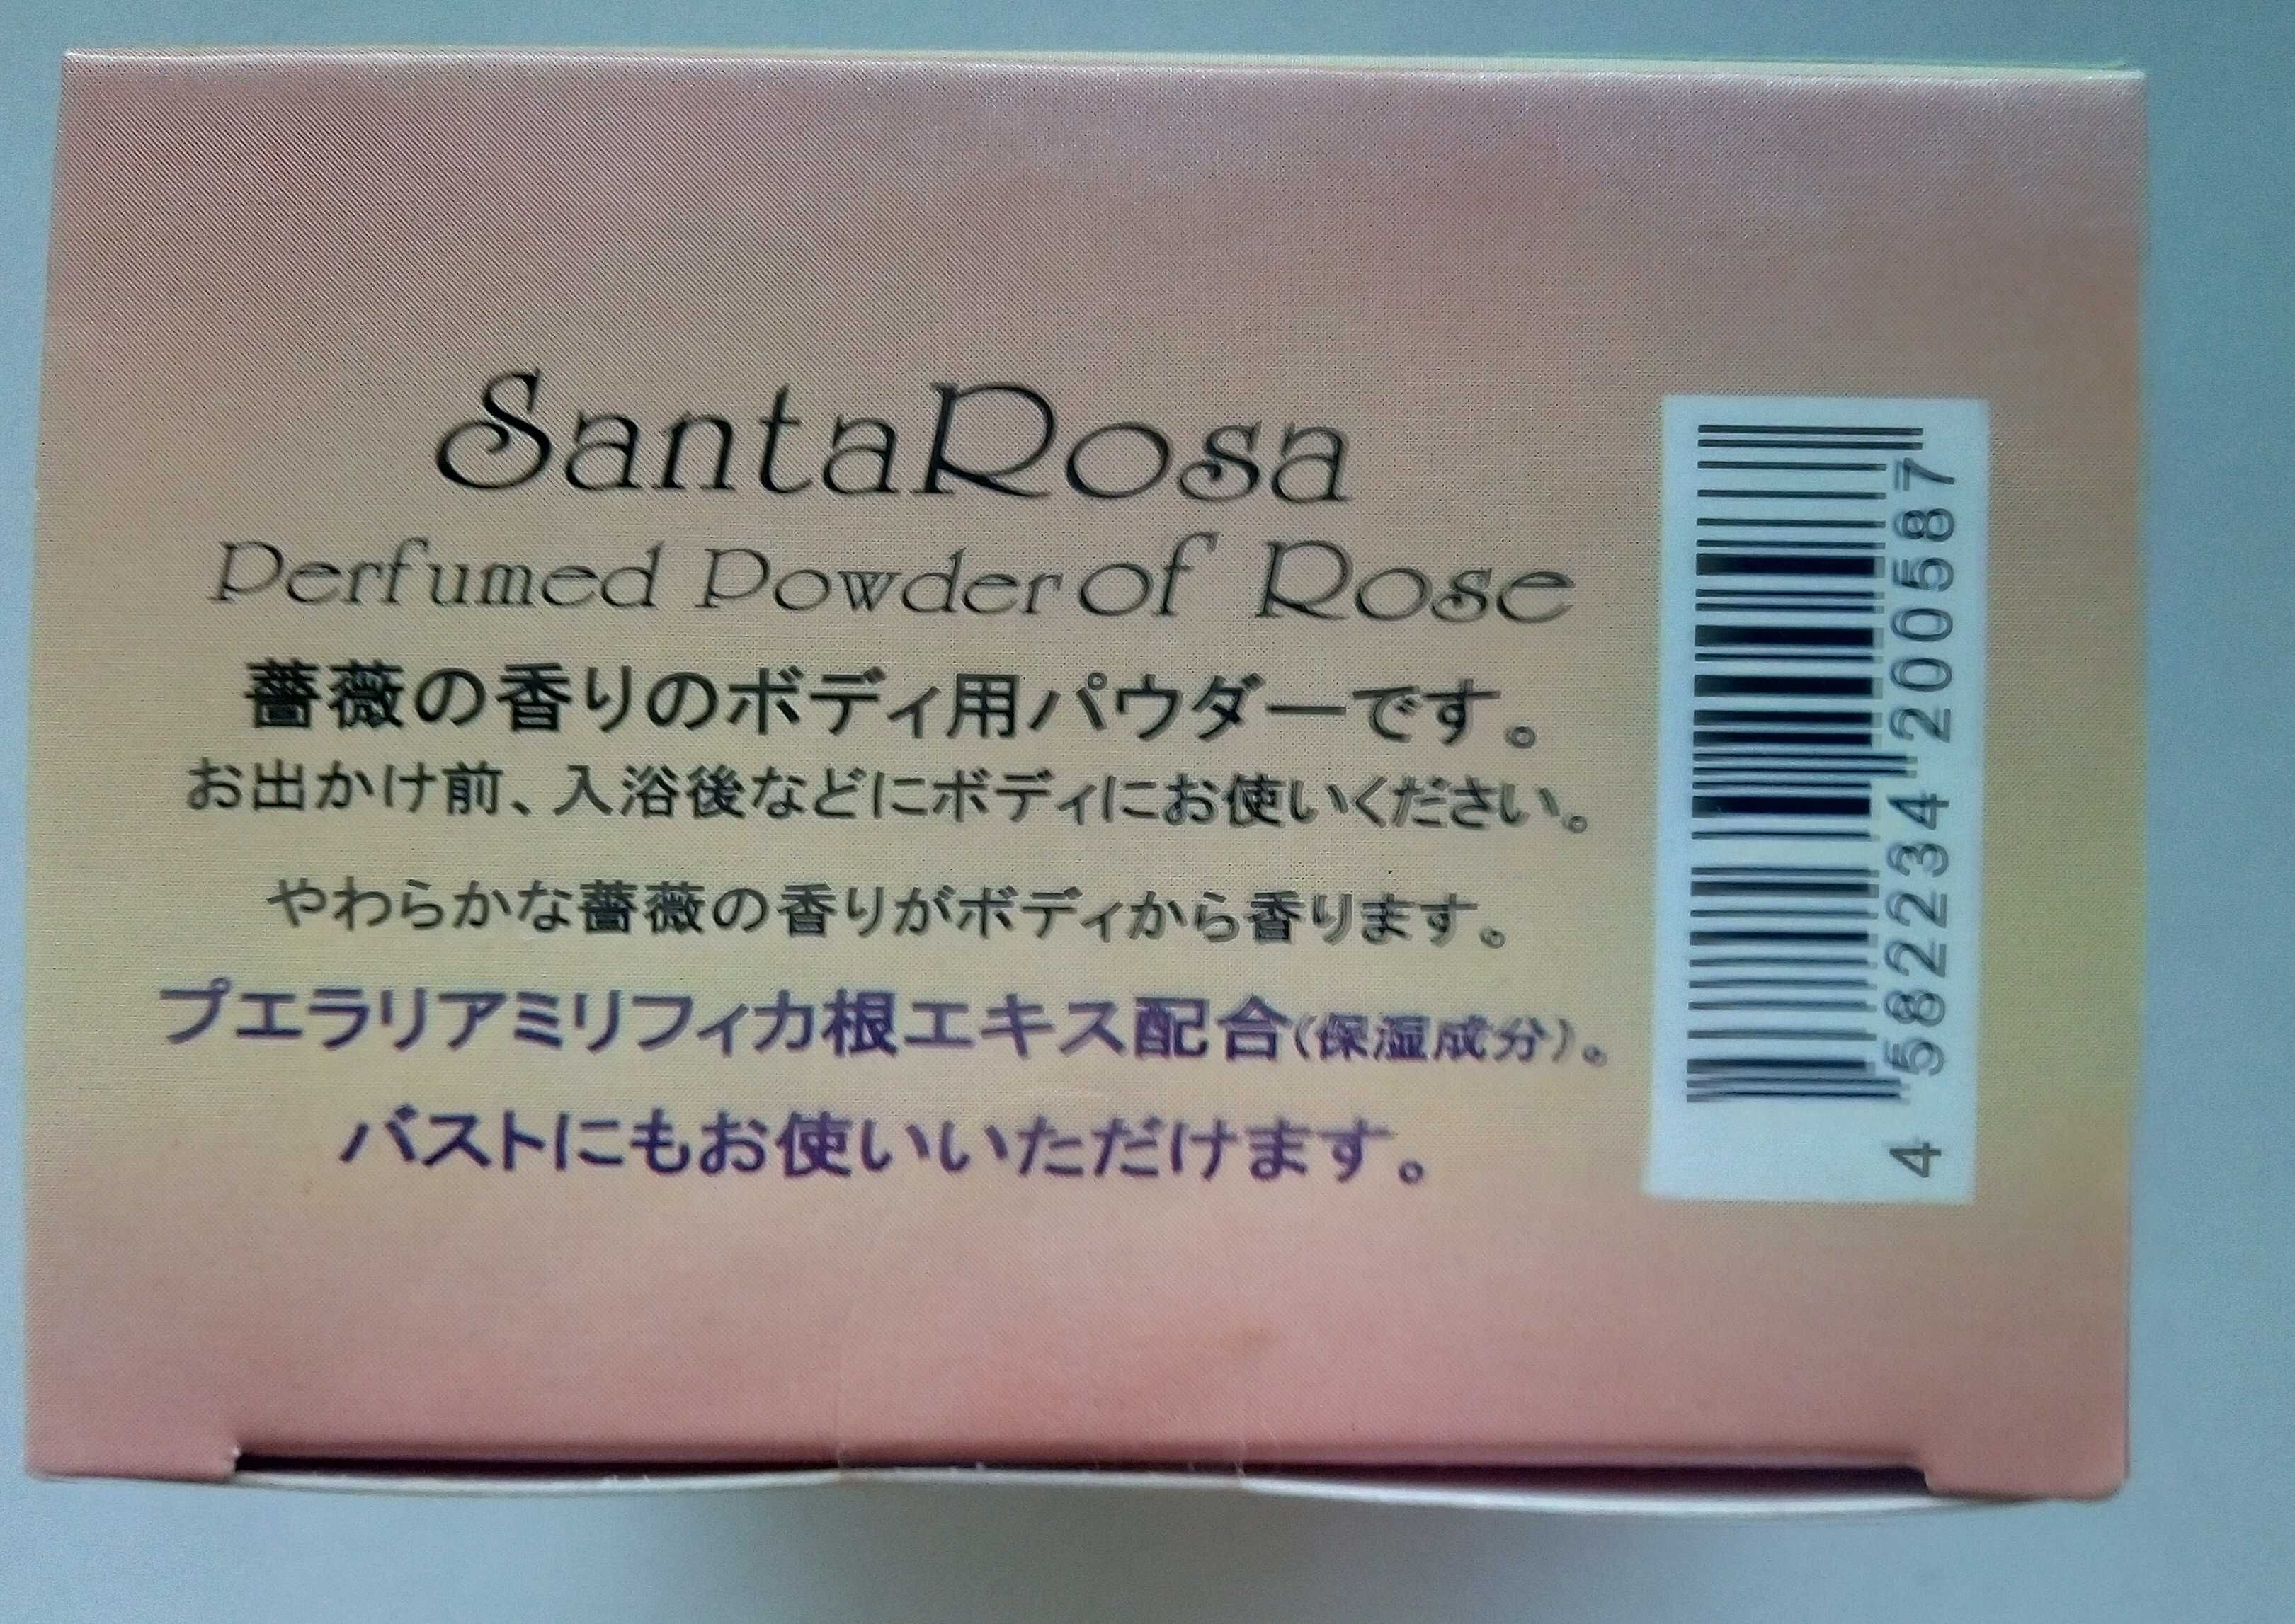 SantaRosa
Perfumed Powder of Rose
薔薇の香りのボディ用パウダーです。
お出かけ前、入浴後などにボディにお使いください。
やわらかな薔薇の香りがボディから香ります。
プエラリアミリフィカ根エキス配合(保湿成分)。
バストにもお使いいただけます。
4 582234 200587